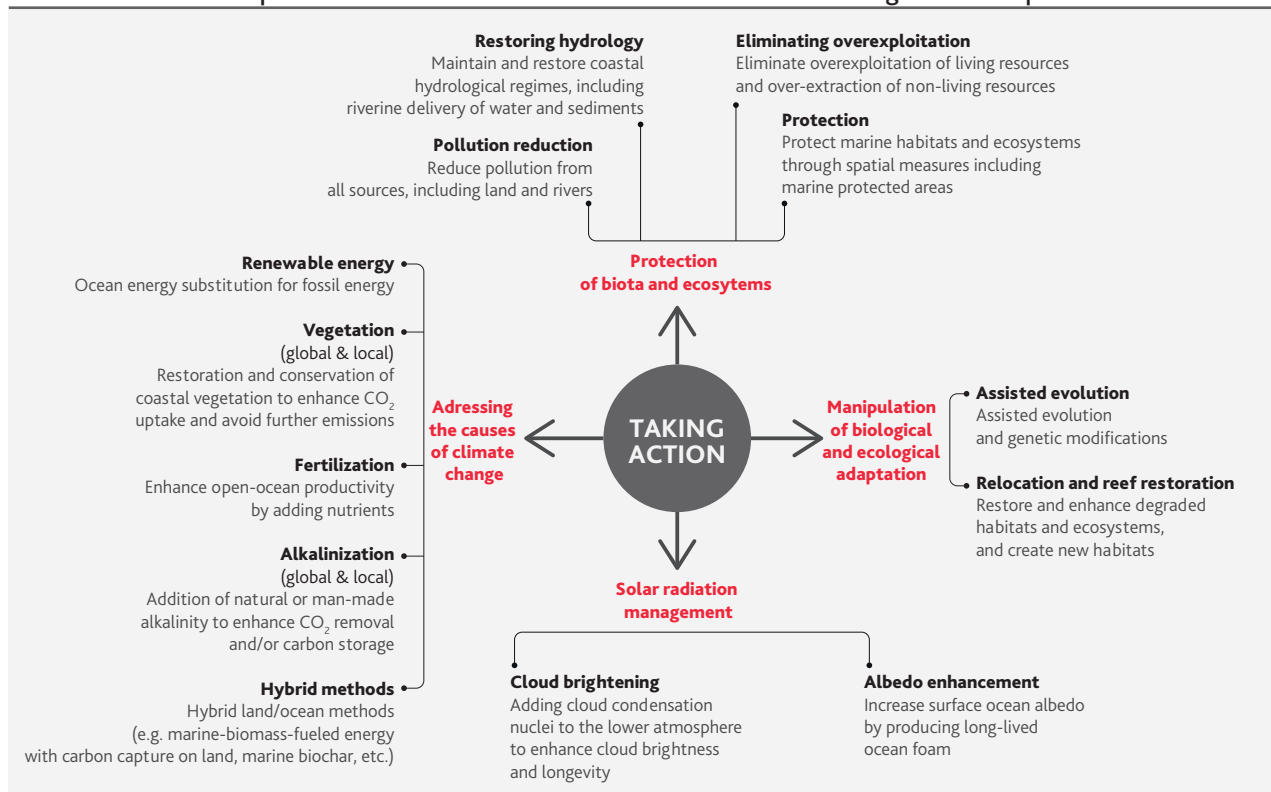 Restoring hydrology
Maintain and restore coastal
hydrological regimes, including
riverine delivery of water and sediments
Eliminating overexploitation
Eliminate overexploitation of living resources
and over-extraction of non-living resources
Pollution reduction
Reduce pollution from
all sources, including land and rivers
Protection
Protect marine habitats and ecosystems
through spatial measures including
marine protected areas
Protection
of biota and ecosytems
Renewable energy
Ocean energy substitution for fossil energy
Vegetation
(global & local)
Restoration and conservation of
coastal vegetation to enhance CO₂
uptake and avoid further emissions
Fertilization
Enhance open-ocean productivity
by adding nutrients
Alkalinization
(global & local)
Addition of natural or man-made
alkalinity to enhance CO₂ removal
and/or carbon storage
Hybrid methods
Hybrid land/ocean methods
(e.g. marine-biomass-fueled energy
with carbon capture on land, marine biochar, etc.)
Adressing
the causes
of climate
change
TAKING
ACTION
Manipulation
of biological
and ecological
adaptation
Assisted evolution
Assisted evolution
and genetic modifications
Relocation and reef restoration
Restore and enhance degraded
habitats and ecosystems,
and create new habitats
Solar radiation
management
Cloud brightening
Adding cloud condensation
nuclei to the lower atmosphere
to enhance cloud brightness
and longevity
Albedo enhancement
Increase surface ocean albedo
by producing long-lived
ocean foam